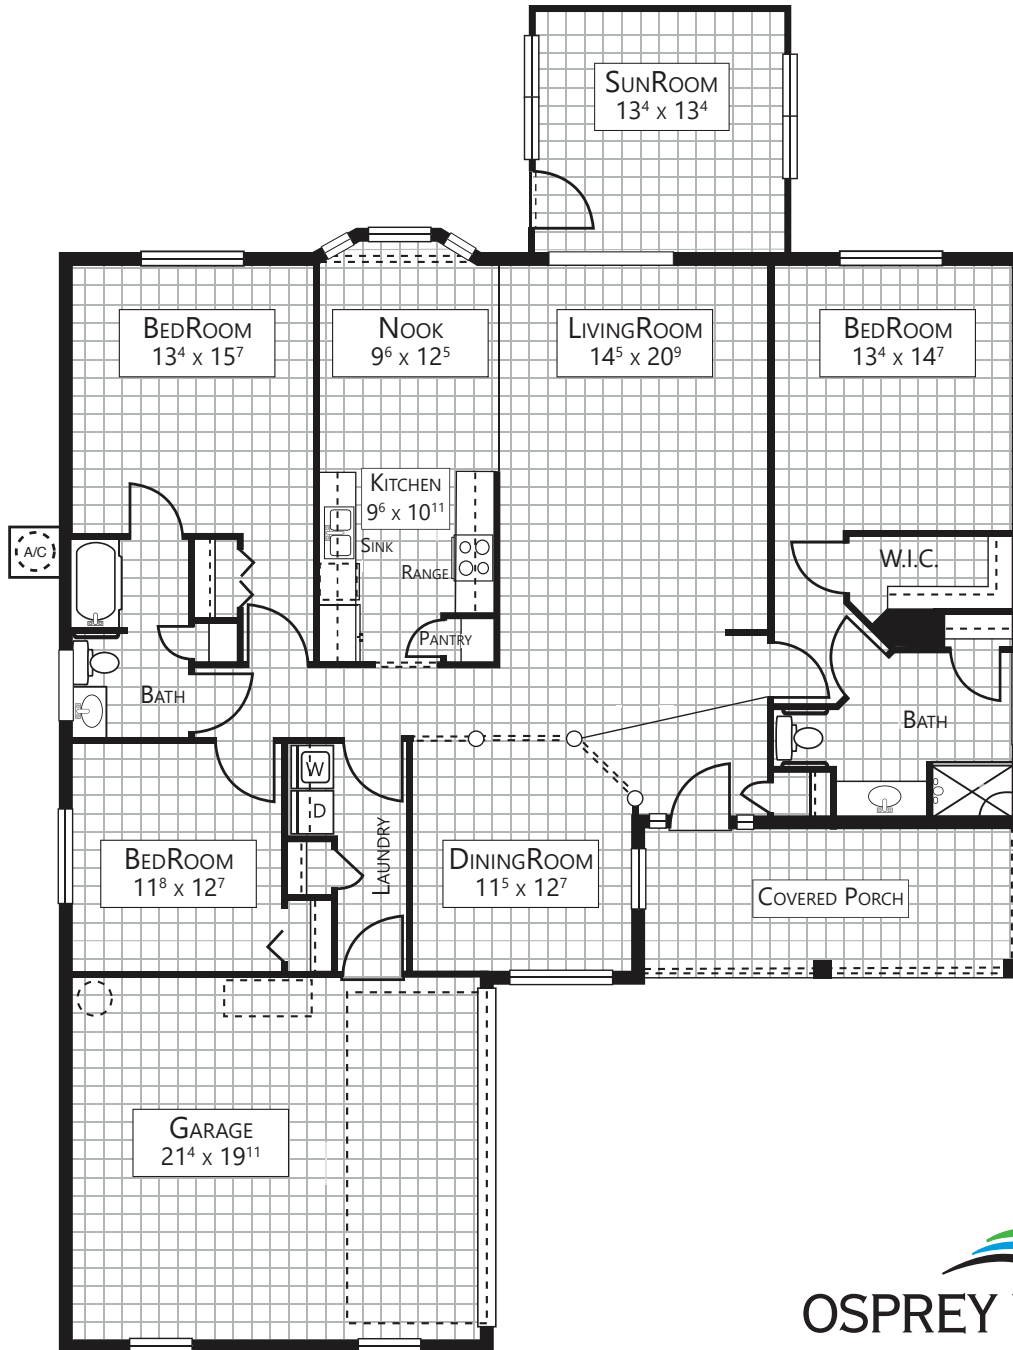 SunRoom
13⁴ x 13⁴
BedRoom
13⁴ x 15⁷
Nook
9⁶ x 12⁵
LivingRoom
14⁵ x 20⁹
BedRoom
13⁴ x 14⁷
Kitchen
9⁶ x 10¹¹
Sink
Range
A/C
W.I.C.
Pantry
Bath
Bath
W
D
Laundry
BedRoom
11⁸ x 12⁷
DiningRoom
11⁵ x 12⁷
Covered Porch
Garage
21⁴ x 19¹¹
OSPREY